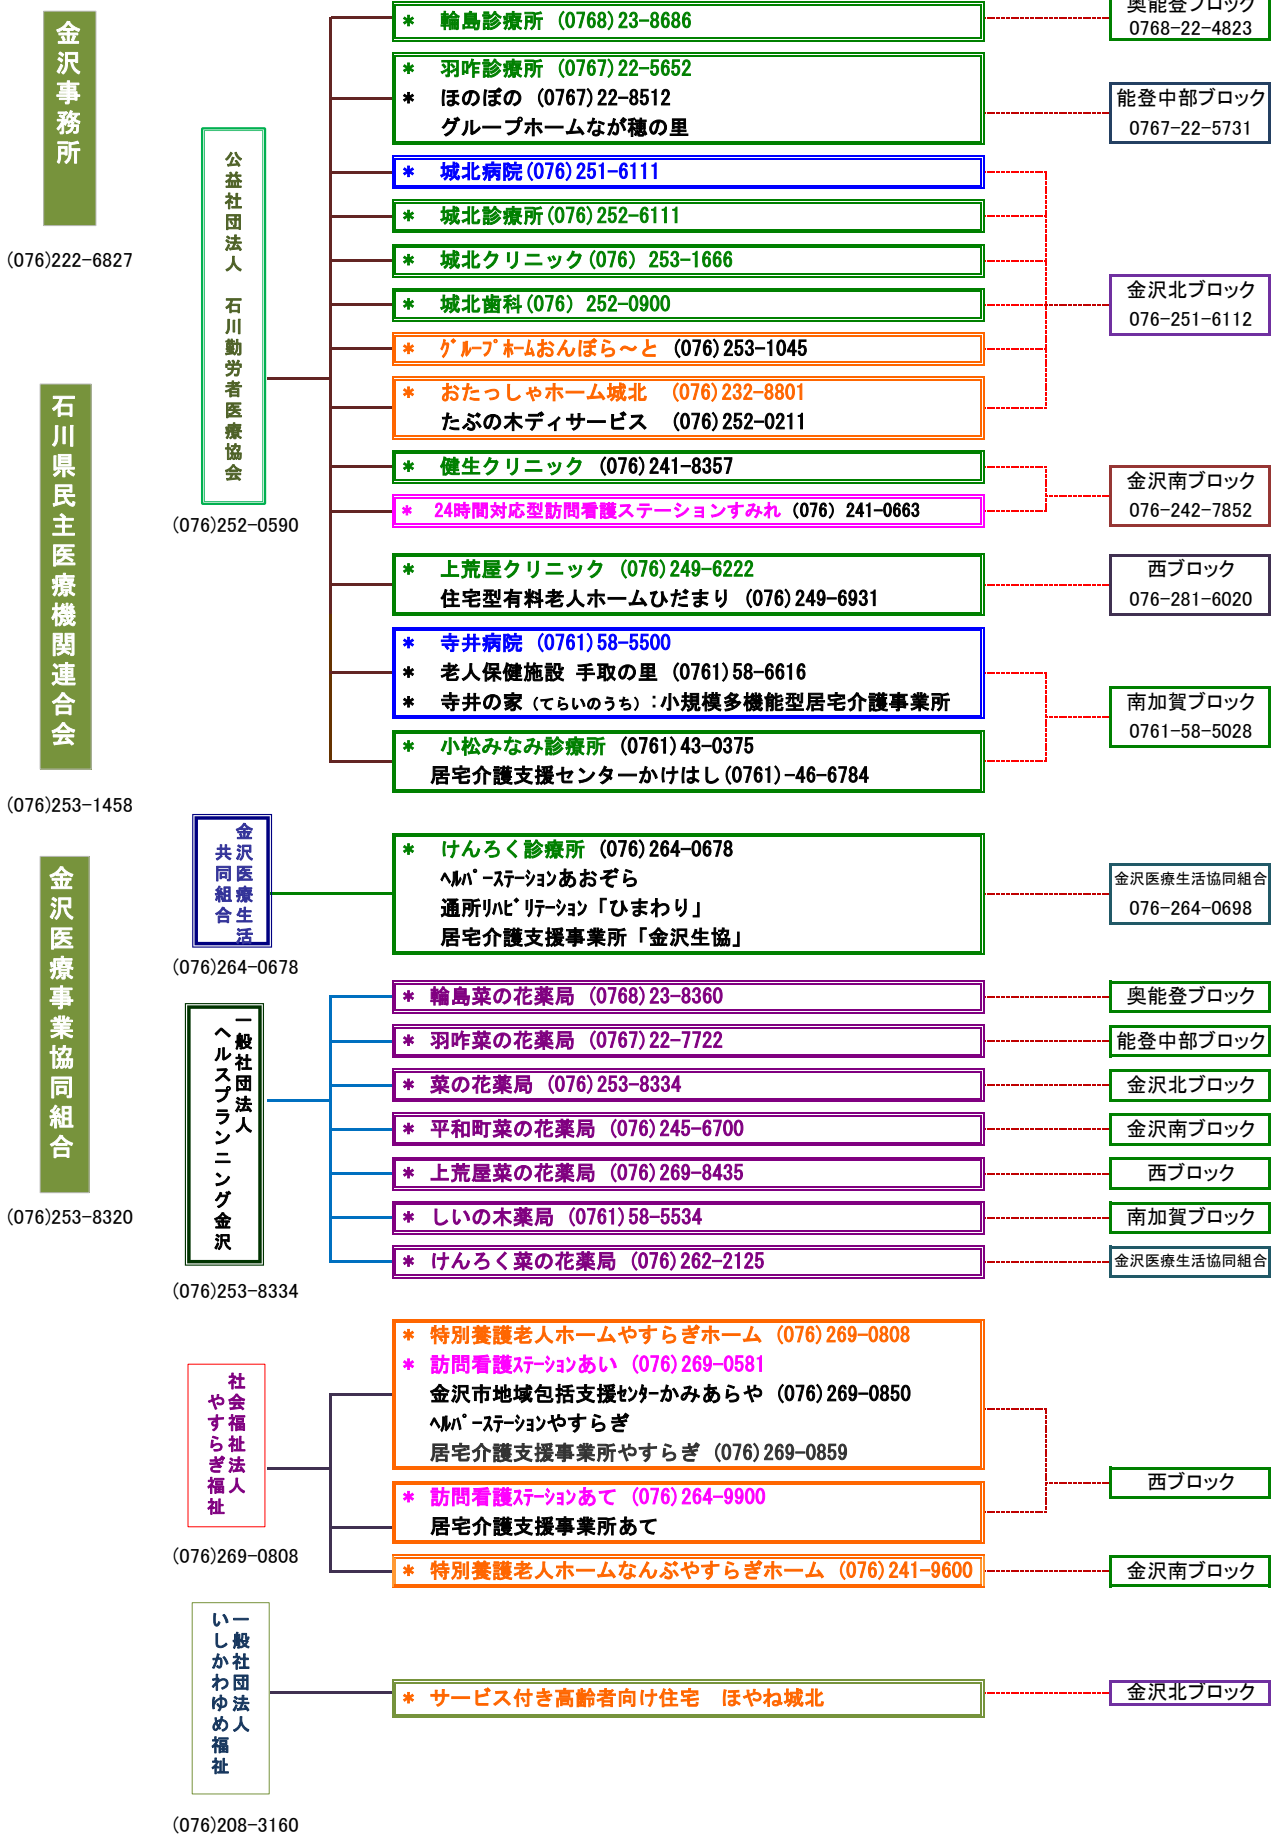 金沢事務所
(076)222-6827
石川県民主医療機関連合会
(076)253-1458
金沢医療事業協同組合
(076)253-8320
公益社団法人　石川勤労者医療協会
(076)252-0590
* 輪島診療所 (0768)23-8686
奥能登ブロック
0768-22-4823
* 羽咋診療所 (0767)22-5652
* ほのぼの (0767)22-8512
グループホームなが穂の里
能登中部ブロック
0767-22-5731
* 城北病院(076)251-6111
* 城北診療所(076)252-6111
* 城北クリニック(076) 253-1666
* 城北歯科(076) 252-0900
* ｸﾞﾙｰﾌﾟﾎｰﾑおんぼら～と (076)253-1045
* おたっしゃホーム城北　(076)232-8801
たぶの木ディサービス　(076)252-0211
金沢北ブロック
076-251-6112
* 健生クリニック (076)241-8357
* 24時間対応型訪問看護ステーションすみれ (076) 241-0663
金沢南ブロック
076-242-7852
* 上荒屋クリニック (076)249-6222
住宅型有料老人ホームひだまり (076)249-6931
西ブロック
076-281-6020
* 寺井病院 (0761)58-5500
* 老人保健施設 手取の里 (0761)58-6616
* 寺井の家 (てらいのうち) :小規模多機能型居宅介護事業所
* 小松みなみ診療所 (0761)43-0375
居宅介護支援センターかけはし(0761)-46-6784
南加賀ブロック
0761-58-5028
金沢医療生活
共同組合
(076)264-0678
* けんろく診療所 (076)264-0678
ﾍﾙﾊﾟｰｽﾃｰｼｮﾝあおぞら
通所ﾘﾊﾋﾞﾘﾃｰｼｮﾝ「ひまわり」
居宅介護支援事業所「金沢生協」
金沢医療生活協同組合
076-264-0698
一般社団法人
ヘルスプランニング金沢
(076)253-8334
* 輪島菜の花薬局 (0768)23-8360
奥能登ブロック
* 羽咋菜の花薬局 (0767)22-7722
能登中部ブロック
* 菜の花薬局 (076)253-8334
金沢北ブロック
* 平和町菜の花薬局 (076)245-6700
金沢南ブロック
* 上荒屋菜の花薬局 (076)269-8435
西ブロック
* しいの木薬局 (0761)58-5534
南加賀ブロック
* けんろく菜の花薬局 (076)262-2125
金沢医療生活協同組合
社会福祉法人
やすらぎ福祉
(076)269-0808
* 特別養護老人ホームやすらぎホーム (076)269-0808
* 訪問看護ｽﾃｰｼｮﾝあい (076)269-0581
金沢市地域包括支援ｾﾝﾀｰかみあらや (076)269-0850
ﾍﾙﾊﾟｰｽﾃｰｼｮﾝやすらぎ
居宅介護支援事業所やすらぎ (076)269-0859
* 訪問看護ｽﾃｰｼｮﾝあて (076)264-9900
居宅介護支援事業所あて
西ブロック
* 特別養護老人ホームなんぶやすらぎホーム (076)241-9600
金沢南ブロック
一般社団法人
いしかわゆめ福祉
(076)208-3160
* サービス付き高齢者向け住宅　ほやね城北
金沢北ブロック